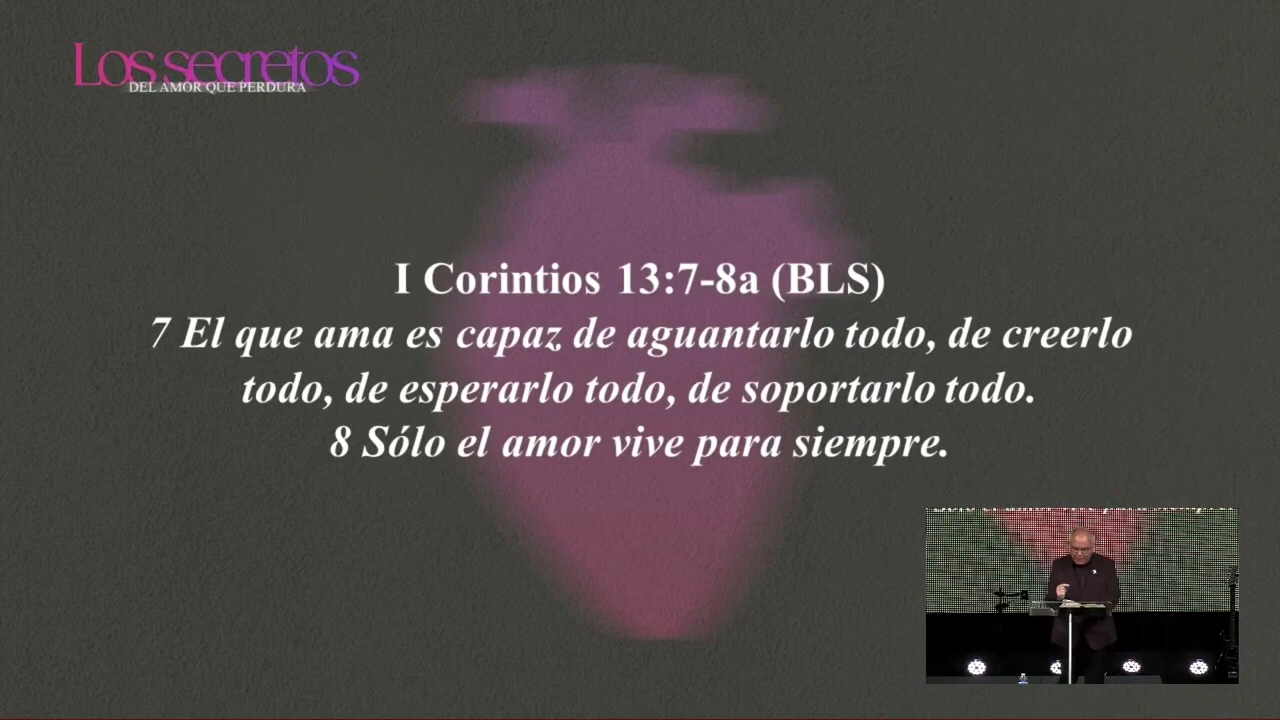 Los secretos
DEL AMOR QUE PERDURA
I Corintios 13:7-8a (BLS)
7 El que ama es capaz de aguantarlo todo, de creerlo
todo, de esperarlo todo, de soportarlo todo.
8 Sólo el amor vive para siempre.